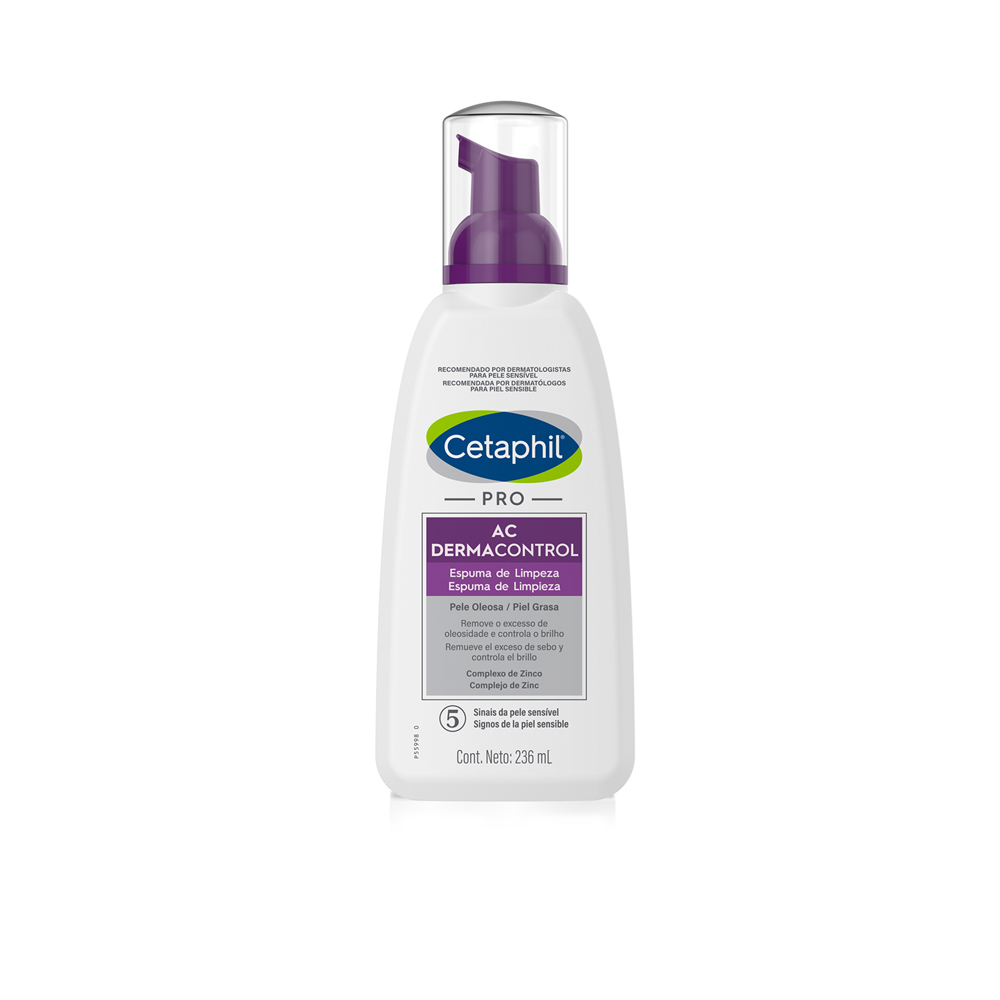 RECOMENDADO POR DERMATOLOGISTAS
PARA PELE SENSÍVEL
RECOMENDADA POR DERMATÓLOGOS
PARA PIEL SENSIBLE
Cetaphil®
PRO
AC
DERMACONTROL
Espuma de Limpeza
Espuma de Limpieza
Pele Oleosa / Piel Grasa
Remove o excesso de
oleosidade e controla o brilho
Remueve el exceso de sebo y
controla el brillo
Complexo de Zinco
Complejo de Zinc
5 Sinais da pele sensível
Signos de la piel sensible
P55998 0
Cont. Neto: 236 mL